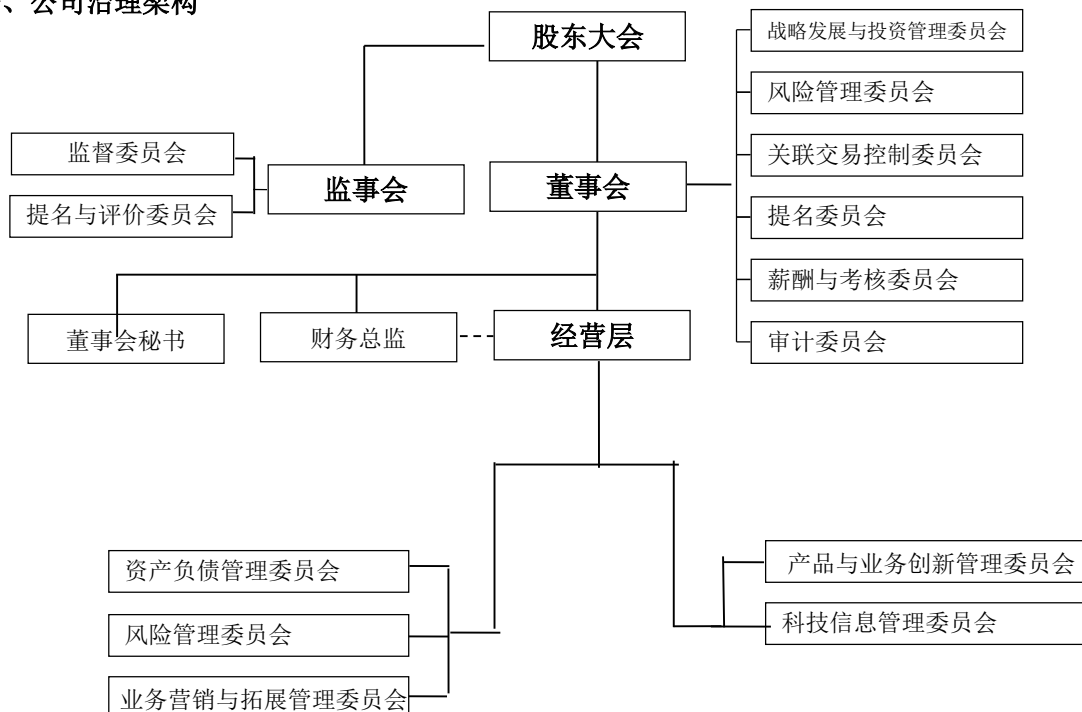 、公司治理架构
股东大会
战略发展与投资管理委员会
风险管理委员会
监督委员会
关联交易控制委员会
监事会
董事会
提名与评价委员会
提名委员会
薪酬与考核委员会
董事会秘书
财务总监
经营层
审计委员会
资产负债管理委员会
产品与业务创新管理委员会
风险管理委员会
科技信息管理委员会
业务营销与拓展管理委员会